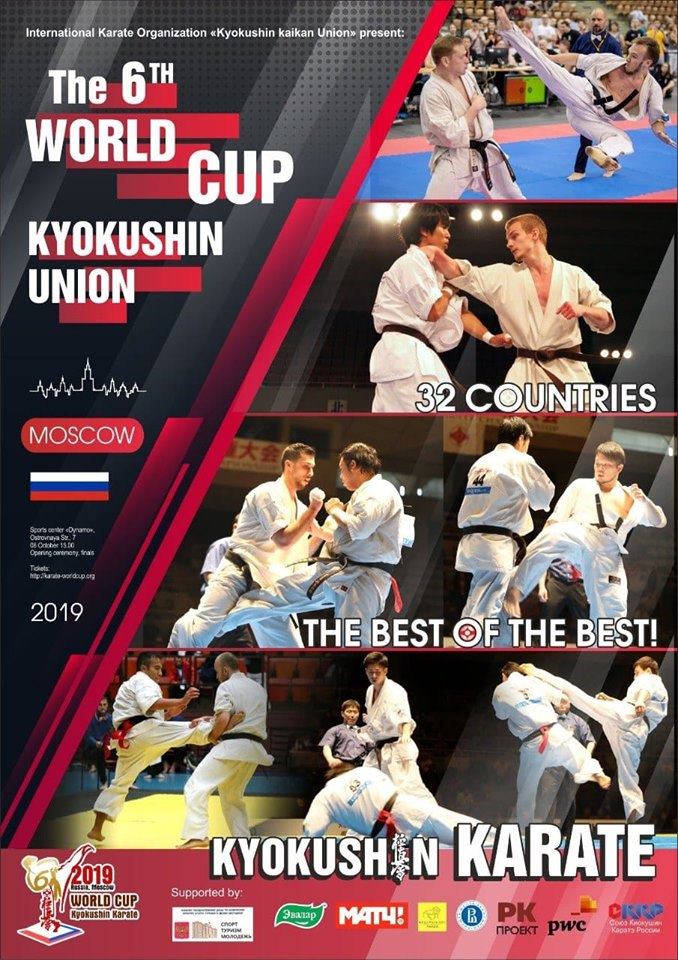 International Karate Organization «Kyokushin kaikan Union» present:
The 6TH
WORLD
CUP
KYOKUSHIN
UNION
32 COUNTRIES
MOSCOW
Sports center «Dynamo»,
Ostrovnaya Str., 7
06 October 15.00
Opening ceremony, finals
Tickets:
http://karate-worldcup.org
2019
44
THE BEST OF THE BEST!
KYOKUSHIN KARATE
2019
Russia, Moscow
WORLD CUP
Kyokushin Karate
Supported by:
СПОРТ
ТУРИЗМ
МОЛОДЕЖЬ
Эвалар
МАТЧ!
РК
ПРОЕКТ
pwc
Союз Киокушин
Каратэ России